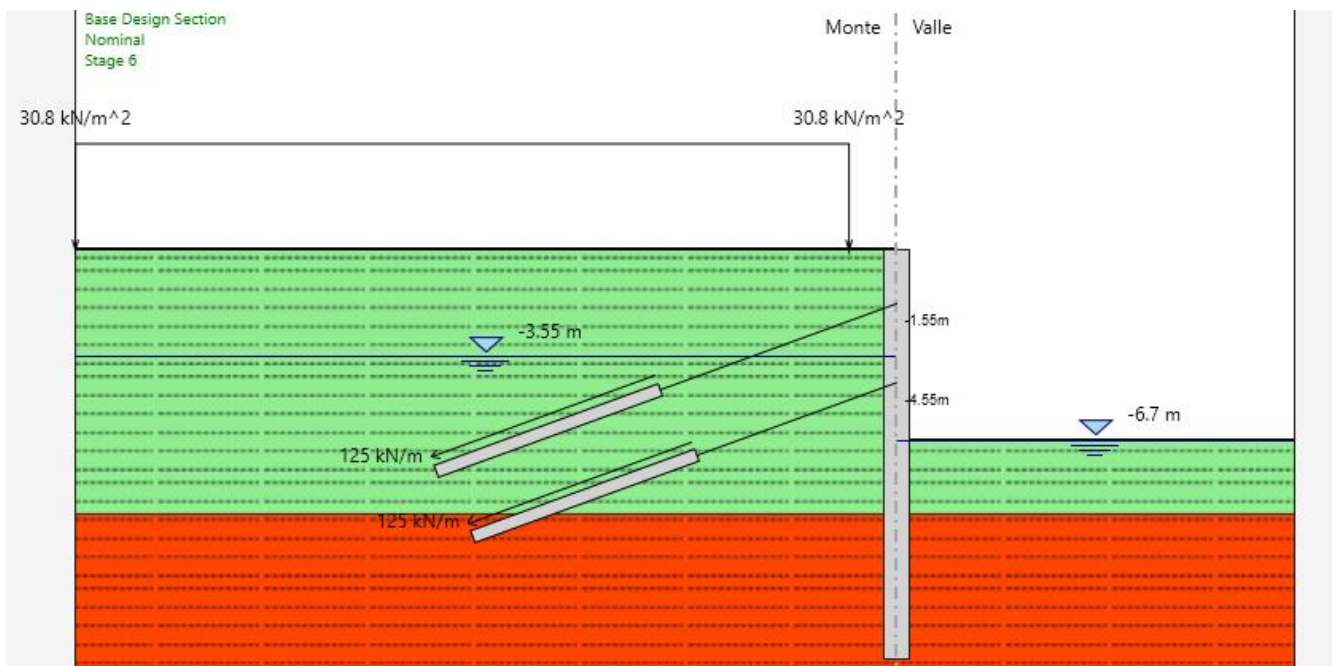 Base Design Section
Nominal
Stage 6
Monte
Valle
30.8 kN/m^2
30.8 kN/m^2
-3.55 m
-1.55m
-4.55m
-6.7 m
125 kN/m
125 kN/m